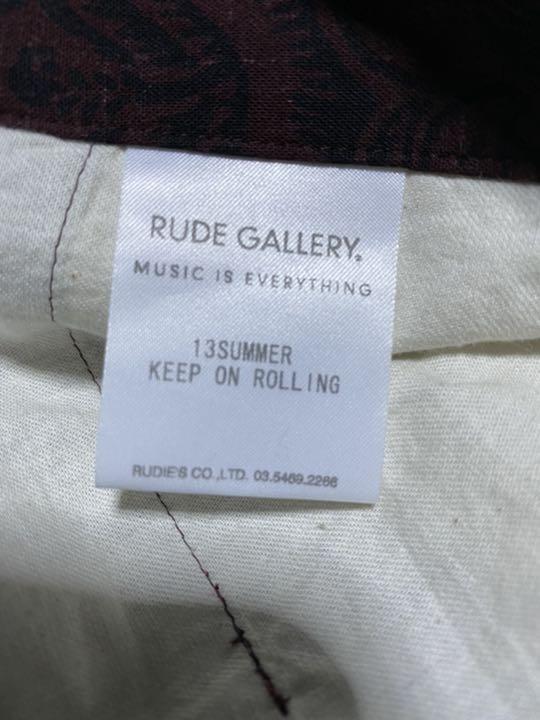 RUDE GALLERY.
MUSIC IS EVERYTHING
13SUMMER
KEEP ON ROLLING
RUDIE'S CO.,LTD. 03.5469.2266